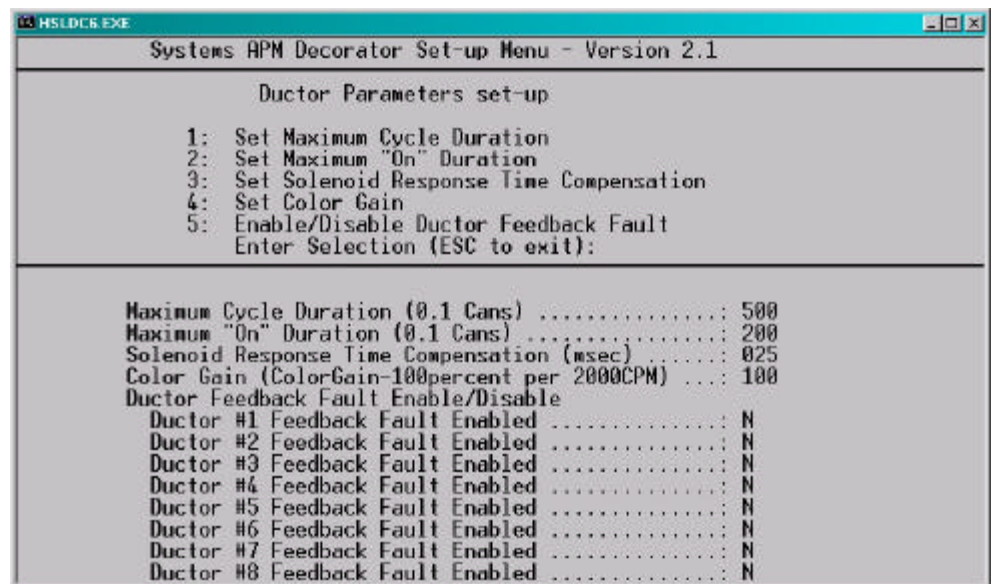 HSLDC6.EXE
Systems APM Decorator Set-up Menu - Version 2.1
Ductor Parameters set-up
1: Set Maximum Cycle Duration
2: Set Maximum "On" Duration
3: Set Solenoid Response Time Compensation
4: Set Color Gain
5: Enable/Disable Ductor Feedback Fault
Enter Selection (ESC to exit):
Maximum Cycle Duration (0.1 Cans) ...............: 500
Maximum "On" Duration (0.1 Cans) ................: 200
Solenoid Response Time Compensation (msec) ......: 025
Color Gain (ColorGain-100percent per 2000CPM) ...: 100
Ductor Feedback Fault Enable/Disable
Ductor #1 Feedback Fault Enabled ..............: N
Ductor #2 Feedback Fault Enabled ..............: N
Ductor #3 Feedback Fault Enabled ..............: N
Ductor #4 Feedback Fault Enabled ..............: N
Ductor #5 Feedback Fault Enabled ..............: N
Ductor #6 Feedback Fault Enabled ..............: N
Ductor #7 Feedback Fault Enabled ..............: N
Ductor #8 Feedback Fault Enabled ..............: N